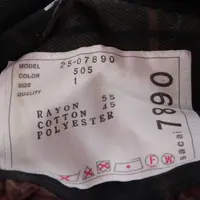 MODEL 25-07890
COLOR 505
SIZE 1
QUALITY
RAYON 55
COTTON 45
POLYESTER
sacai 7890
F W